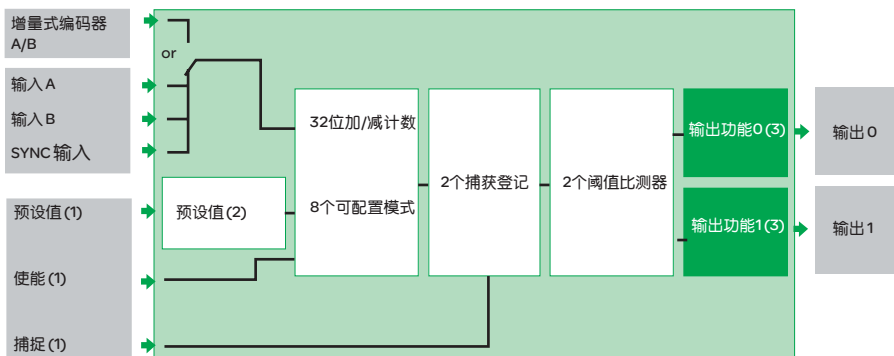 增量式编码器
A/B
or
输入A
输入B
SYNC 输入
预设值(1)
使能(1)
捕捉(1)
预设值(2)
32位加/减计数
8个可配置模式
2个捕获登记
2个阈值比测器
输出功能0(3)
输出功能1(3)
输出0
输出1